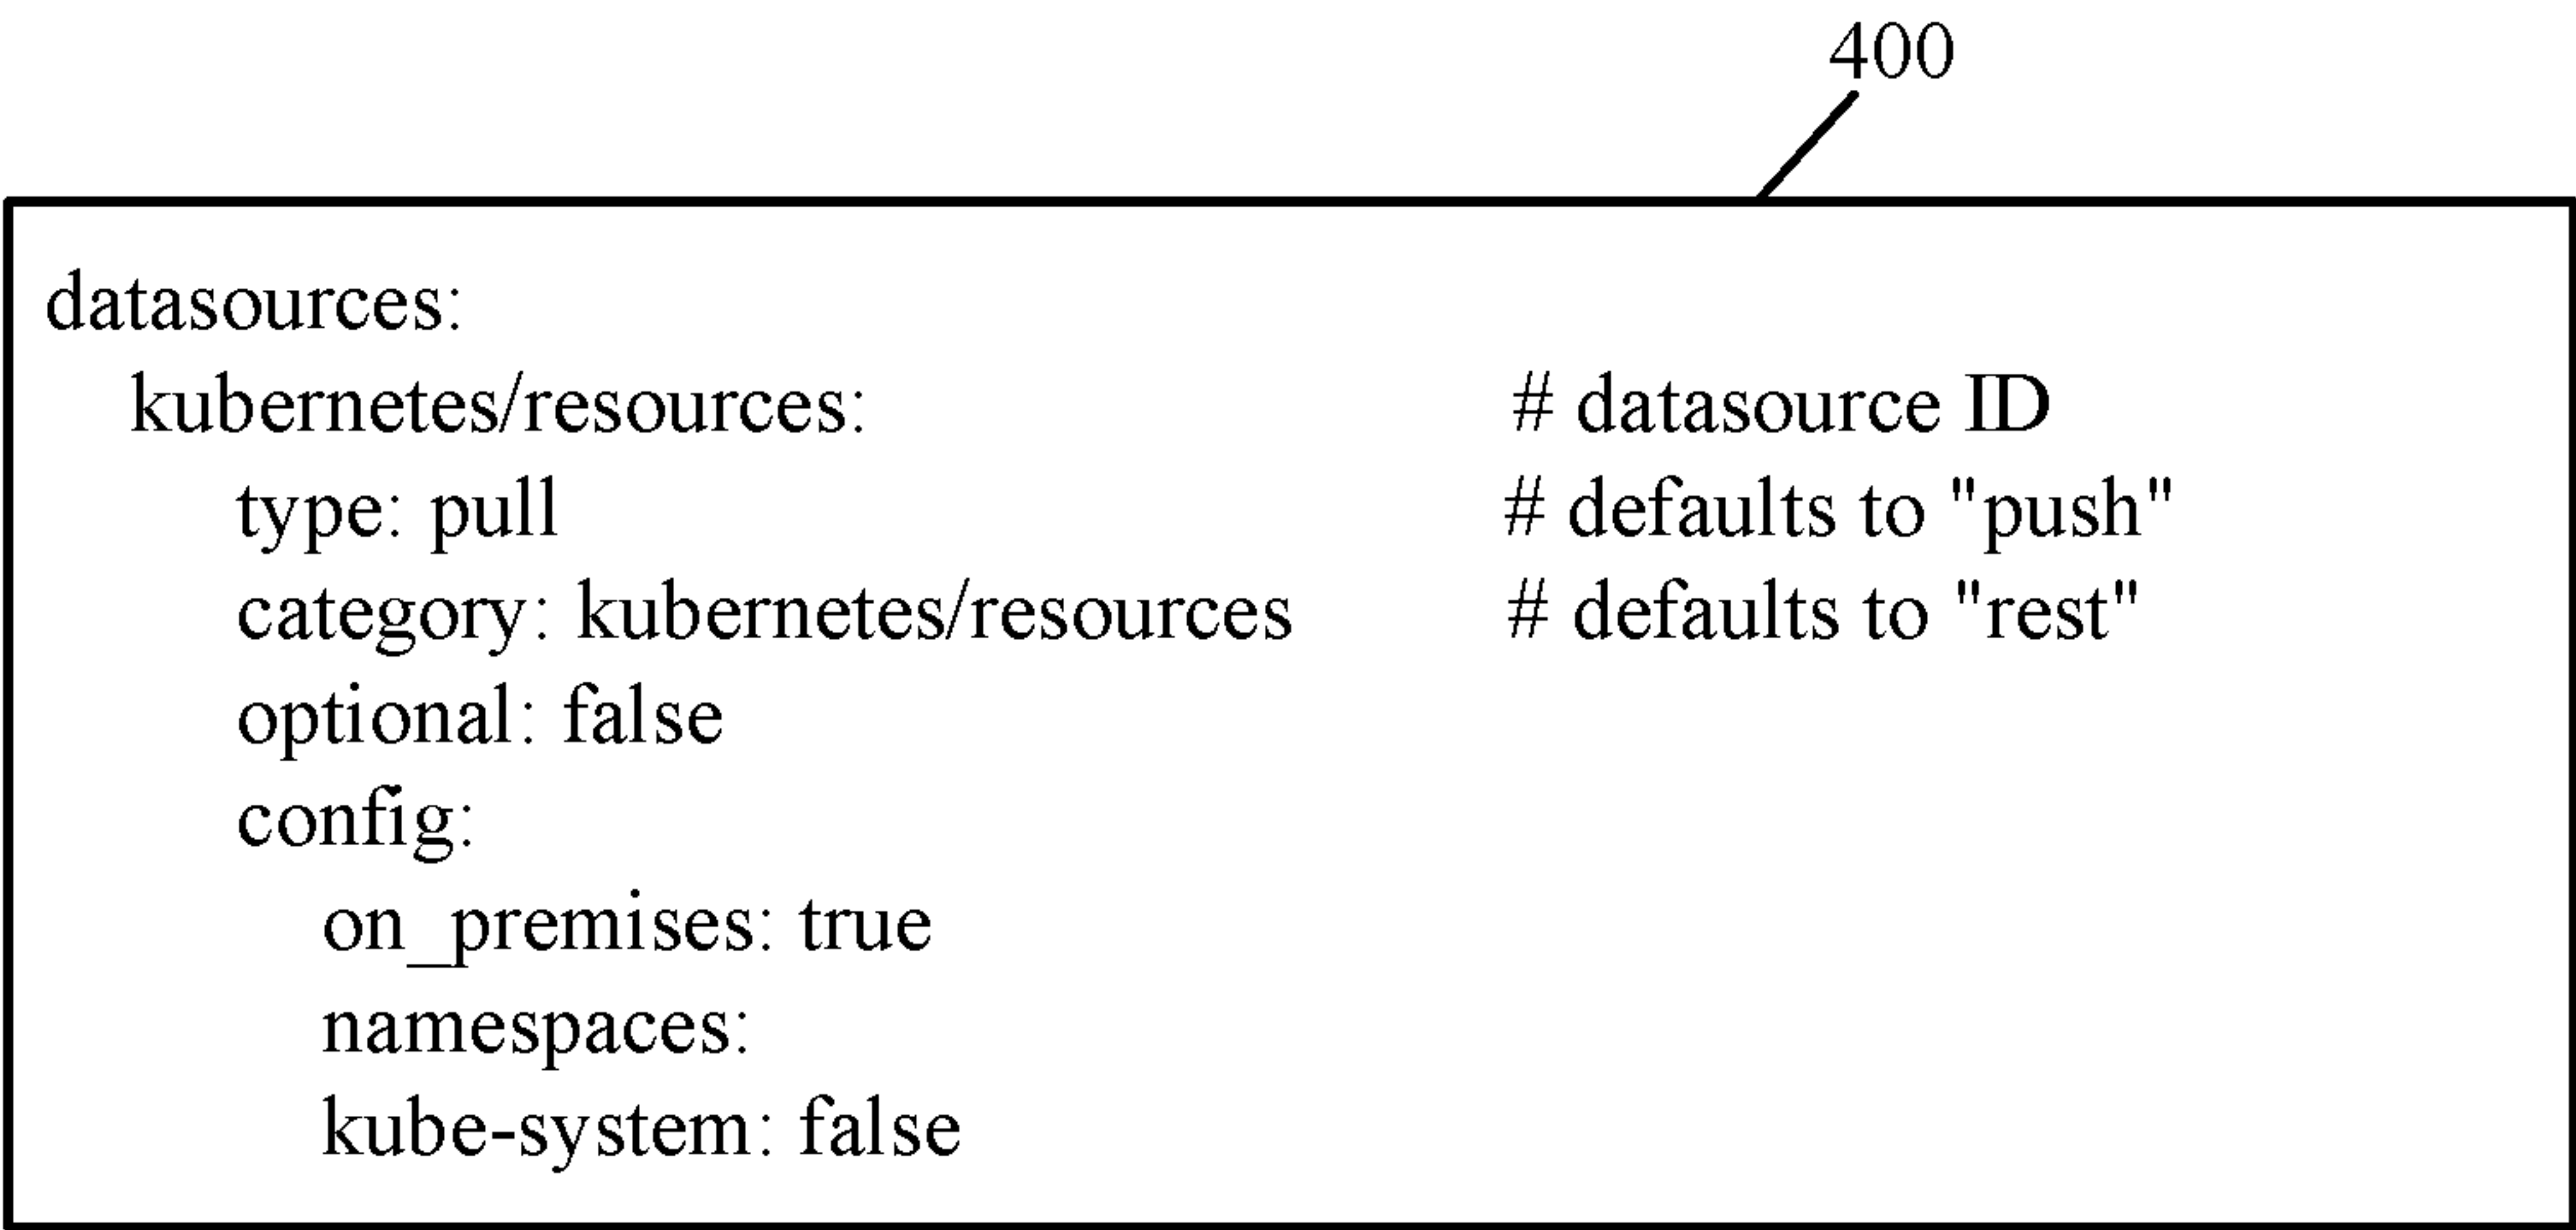 400
datasources:
kubernetes/resources: # datasource ID
type: pull # defaults to "push"
category: kubernetes/resources # defaults to "rest"
optional: false
config:
on_premises: true
namespaces:
kube-system: false